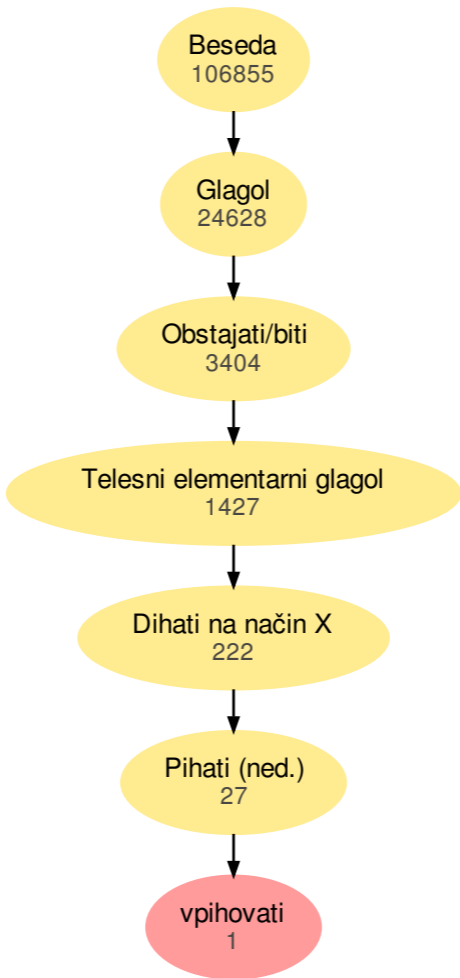 Beseda
106855
Glagol
24628
Obstajati/biti
3404
Telesni elementarni glagol
1427
Dihati na način X
222
Pihati (ned.)
27
vpihovati
1